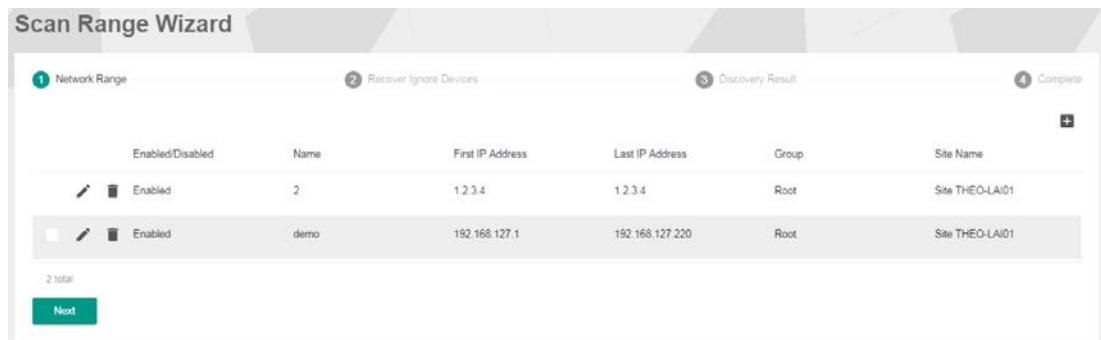 Scan Range Wizard
1 Network Range 2 Recover Ignore Devices 3 Discovery Result 4 Complete
Enabled/Disabled Name First IP Address Last IP Address Group Site Name
Enabled 2 1.2.3.4 1.2.3.4 Root Site THEO-LAI01
Enabled demo 192.168.127.1 192.168.127.220 Root Site THEO-LAI01
2 total
Next